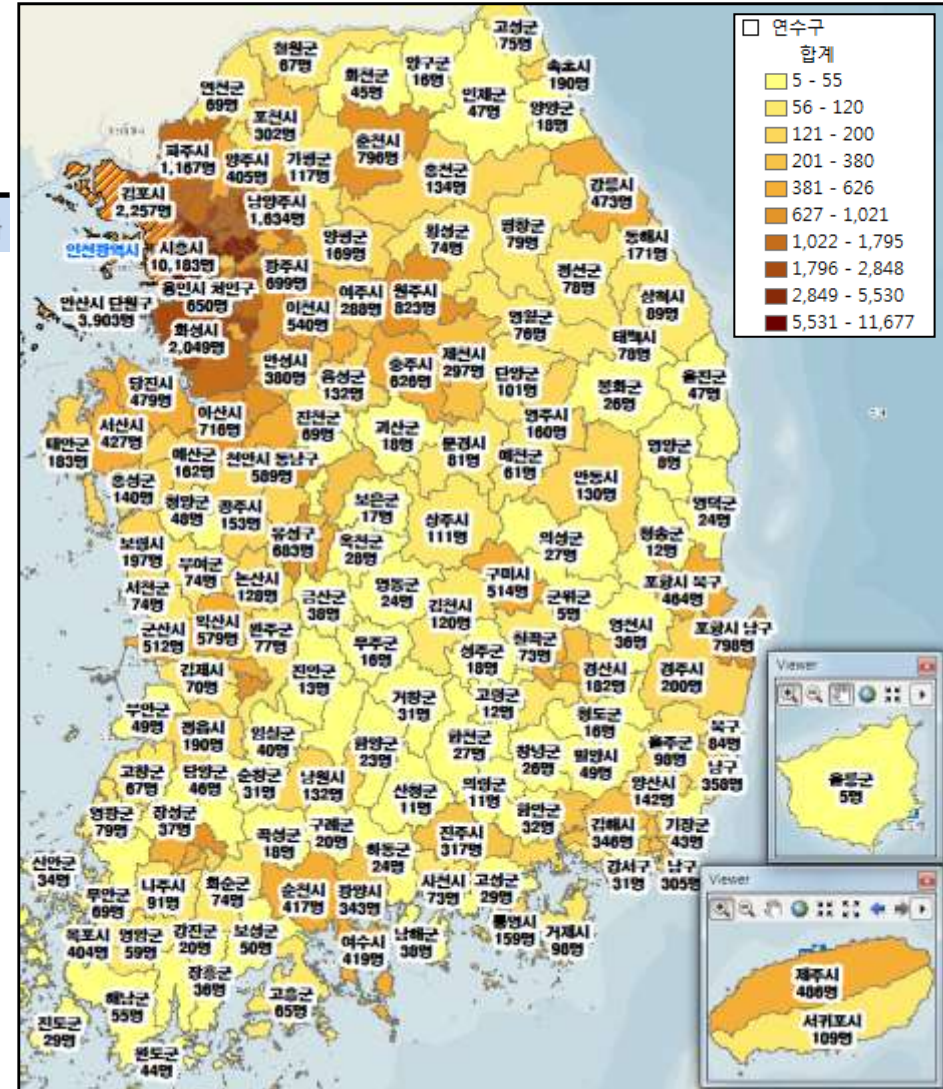 연수구
합계
5 - 55
56 - 120
121 - 200
201 - 380
381 - 626
627 - 1,021
1,022 - 1,795
1,796 - 2,848
2,849 - 5,530
5,531 - 11,677
고성군
75명
철원군
67명
화천군
45명
양구군
16명
속초시
190명
연천군
69명
인제군
47명
양양군
18명
포천시
302명
파주시
1,167명
양주시
405명
가평군
117명
춘천시
796명
홍천군
134명
강릉시
473명
김포시
2,257명
남양주시
1,634명
양평군
169명
횡성군
74명
평창군
79명
동해시
171명
인천광역시
시흥시
10,183명
광주시
699명
정선군
78명
안산시 단원구
3,903명
용인시 처인구
650명
이천시
540명
여주시
288명
원주시
823명
삼척시
89명
화성시
2,049명
영월군
76명
태백시
78명
안성시
380명
음성군
132명
충주시
626명
제천시
297명
단양군
101명
봉화군
26명
울진군
47명
당진시
479명
아산시
716명
진천군
69명
괴산군
18명
영주시
160명
서산시
427명
태안군
183명
예산군
162명
천안시 동남구
589명
문경시
81명
예천군
61명
영양군
8명
안동시
130명
홍성군
140명
청양군
48명
공주시
153명
보은군
17명
상주시
111명
영덕군
24명
보령시
197명
유성구
683명
옥천군
28명
의성군
27명
청송군
12명
부여군
74명
논산시
128명
금산군
38명
영동군
24명
구미시
514명
포항시 북구
464명
서천군
74명
김천시
120명
군위군
5명
군산시
512명
익산시
579명
완주군
77명
무주군
16명
성주군
18명
칠곡군
73명
영천시
36명
포항시 남구
798명
김제시
70명
진안군
13명
경산시
182명
경주시
200명
부안군
49명
정읍시
190명
임실군
40명
거창군
31명
고령군
12명
청도군
16명
함양군
23명
합천군
27명
창녕군
26명
밀양시
49명
울주군
98명
북구
84명
고창군
67명
담양군
46명
순창군
31명
남원시
132명
산청군
11명
의령군
11명
양산시
142명
남구
358명
영광군
79명
장성군
37명
곡성군
18명
구례군
20명
하동군
24명
진주시
317명
함안군
32명
김해시
346명
기장군
43명
신안군
34명
무안군
69명
나주시
91명
화순군
74명
순천시
417명
광양시
343명
사천시
73명
고성군
29명
강서구
31명
남구
305명
목포시
404명
영암군
59명
강진군
20명
보성군
50명
여수시
419명
남해군
38명
통영시
159명
거제시
98명
장흥군
36명
해남군
55명
고흥군
65명
진도군
29명
완도군
44명
Viewer
울릉군
5명
Viewer
제주시
486명
서귀포시
109명